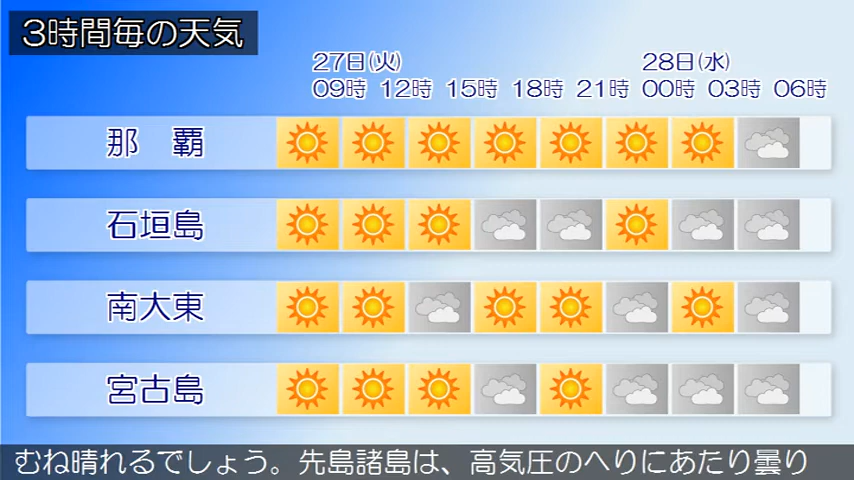 3時間毎の天気
27日(火) 28日(水)
09時 12時 15時 18時 21時 00時 03時 06時
那 覇
石垣島
南大東
宮古島
むね晴れるでしょう。先島諸島は、高気圧のへりにあたり曇り